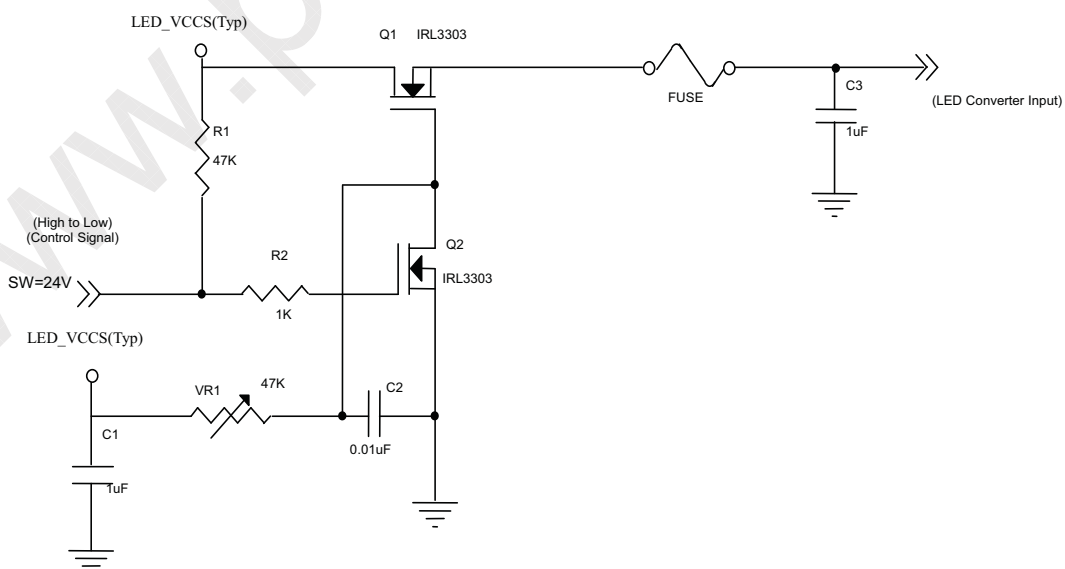 LED_VCCS(Typ)
Q1 IRL3303
FUSE
C3
(LED Converter Input)
1uF
R1
47K
(High to Low)
(Control Signal)
SW=24V
R2
1K
Q2
IRL3303
LED_VCCS(Typ)
VR1
47K
C2
0.01uF
C1
1uF